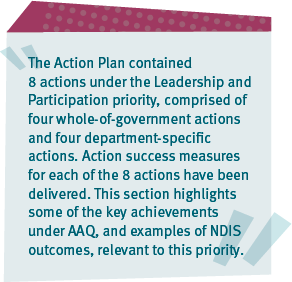 The Action Plan contained
8 actions under the Leadership and
Participation priority, comprised of
four whole-of-government actions
and four department-specific
actions. Action success measures
for each of the 8 actions have been
delivered. This section highlights
some of the key achievements
under AAQ, and examples of NDIS
outcomes, relevant to this priority.